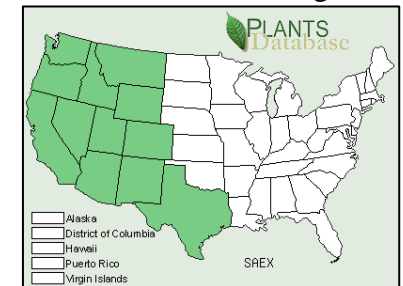 PLANTS
Database
Alaska
District of Columbia
Hawaii
Puerto Rico
Virgin Islands
SAEX